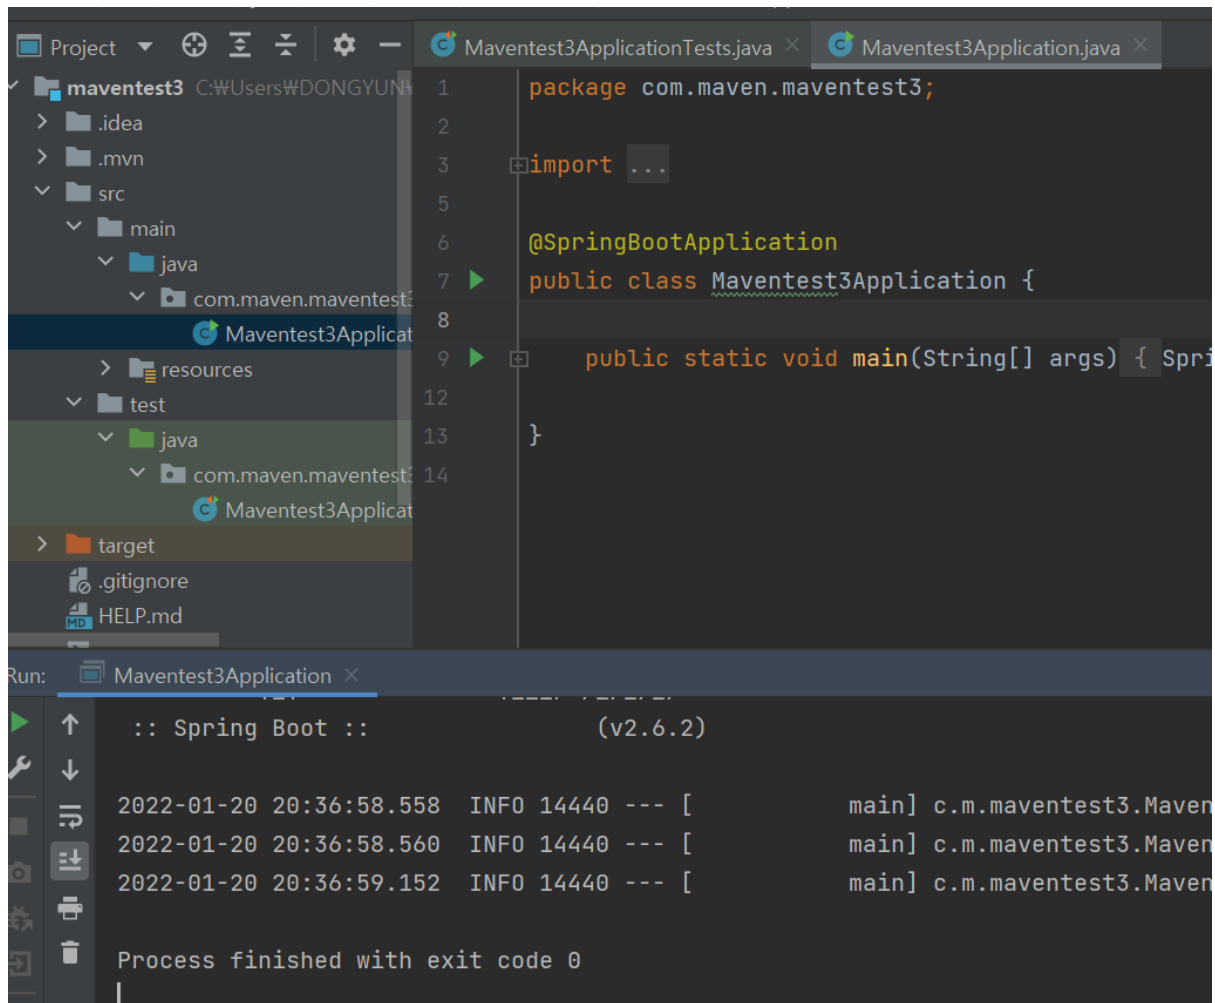 Project
Maventest3ApplicationTests.java
Maventest3Application.java
maventest3 C:₩Users₩DONGYUN₩
.idea
.mvn
src
main
java
com.maven.maventest3
Maventest3Applicat
resources
test
java
com.maven.maventest3
Maventest3Applicat
target
.gitignore
HELP.md
1 package com.maven.maventest3;
2
3 import ...
5
6 @SpringBootApplication
7 public class Maventest3Application {
8
9 public static void main(String[] args) { Spri
12
13 }
14
Run: Maventest3Application
:: Spring Boot :: (v2.6.2)
2022-01-20 20:36:58.558 INFO 14440 --- [ main] c.m.maventest3.Maven
2022-01-20 20:36:58.560 INFO 14440 --- [ main] c.m.maventest3.Maven
2022-01-20 20:36:59.152 INFO 14440 --- [ main] c.m.maventest3.Maven
Process finished with exit code 0